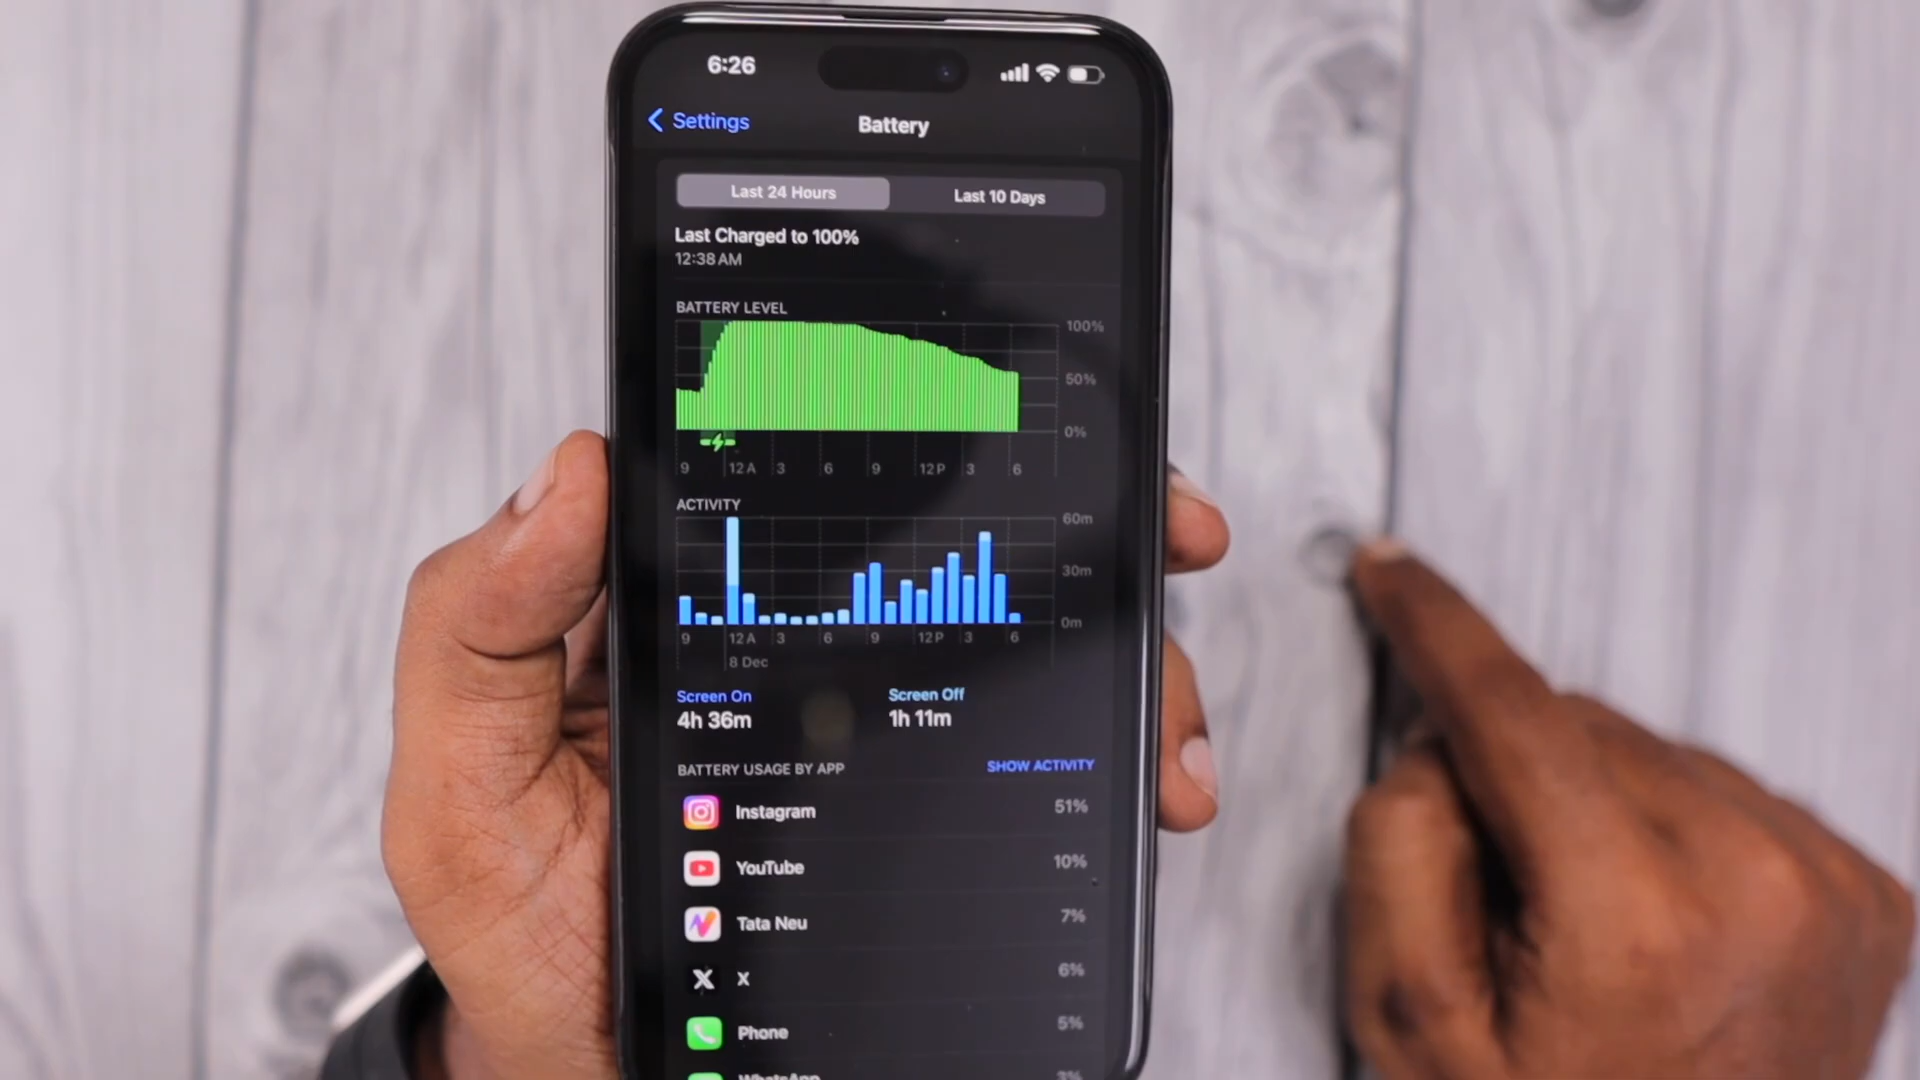 6:26
Settings
Battery
Last 24 Hours
Last 10 Days
Last Charged to 100%
12:38 AM
BATTERY LEVEL
100%
50%
0%
9 12 A 3 6 9 12 P 3 6
ACTIVITY
60m
30m
0m
9 12 A 3 6 9 12 P 3 6
8 Dec
Screen On
4h 36m
Screen Off
1h 11m
BATTERY USAGE BY APP
SHOW ACTIVITY
Instagram 51%
YouTube 10%
Tata Neu 7%
X 6%
Phone 5%
WhatsApp 3%